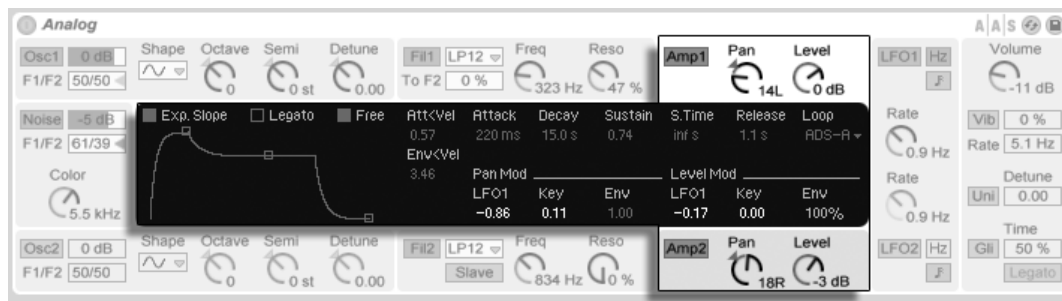 Analog
A|A|S
Osc1 0 dB Shape Octave Semi Detune Fil1 LP12 Freq Reso Amp1 Pan Level LFO1 Hz Volume
F1/F2 50/50 0 0 st 0.00 To F2 0 % 323 Hz 47 % 14L 0 dB -11 dB
Noise -5 dB Exp. Slope Legato Free Att<Vel Attack Decay Sustain S.Time Release Loop Rate Vib 0 %
F1/F2 61/39 0.57 220 ms 15.0 s 0.74 inf s 1.1 s ADS-A 0.9 Hz Rate 5.1 Hz
Env<Vel
Color 3.46 Pan Mod Level Mod Rate Detune
LFO1 Key Env LFO1 Key Env Uni 0.00
5.5 kHz -0.86 0.11 1.00 -0.17 0.00 100% 0.9 Hz
Time
Osc2 0 dB Shape Octave Semi Detune Fil2 LP12 Freq Reso Amp2 Pan Level LFO2 Hz Gli 50 %
F1/F2 50/50 0 0 st 0.00 Slave 834 Hz 0 % 18R -3 dB Legato